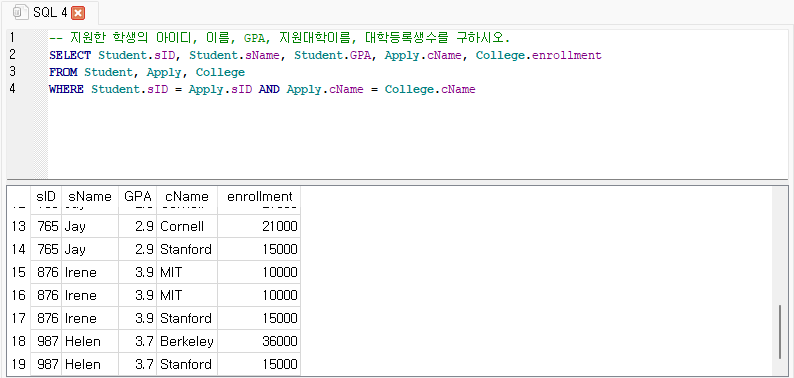 SQL 4
1 -- 지원한 학생의 아이디, 이름, GPA, 지원대학이름, 대학등록생수를 구하시오.
2 SELECT Student.sID, Student.sName, Student.GPA, Apply.cName, College.enrollment
3 FROM Student, Apply, College
4 WHERE Student.sID = Apply.sID AND Apply.cName = College.cName
sID sName GPA cName enrollment
13 765 Jay 2.9 Cornell 21000
14 765 Jay 2.9 Stanford 15000
15 876 Irene 3.9 MIT 10000
16 876 Irene 3.9 MIT 10000
17 876 Irene 3.9 Stanford 15000
18 987 Helen 3.7 Berkeley 36000
19 987 Helen 3.7 Stanford 15000